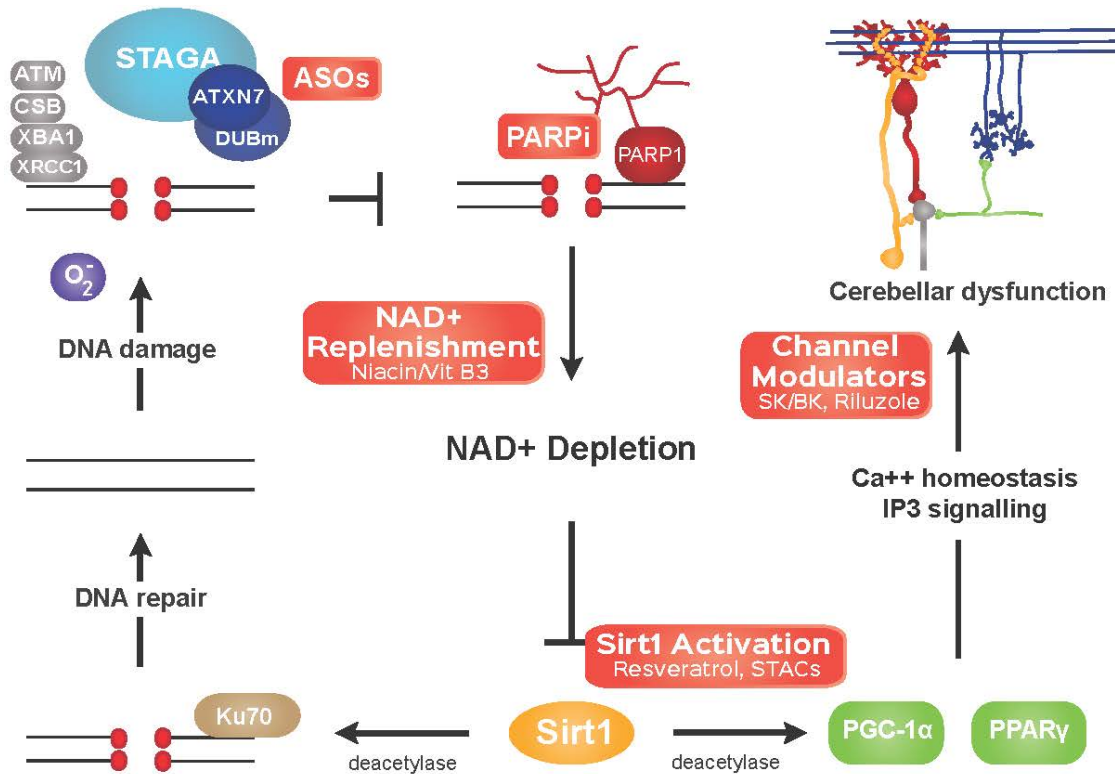 STAGA
ATM
CSB
XBA1
XRCC1
ATXN7
DUBm
ASOs
PARPi
PARP1
O2-
DNA damage
NAD+
Replenishment
Niacin/Vit B3
NAD+ Depletion
DNA repair
Ku70
deacetylase
Sirt1 Activation
Resveratrol, STACs
Sirt1
deacetylase
PGC-1α
PPARγ
Ca++ homeostasis
IP3 signalling
Channel
Modulators
SK/BK, Riluzole
Cerebellar dysfunction